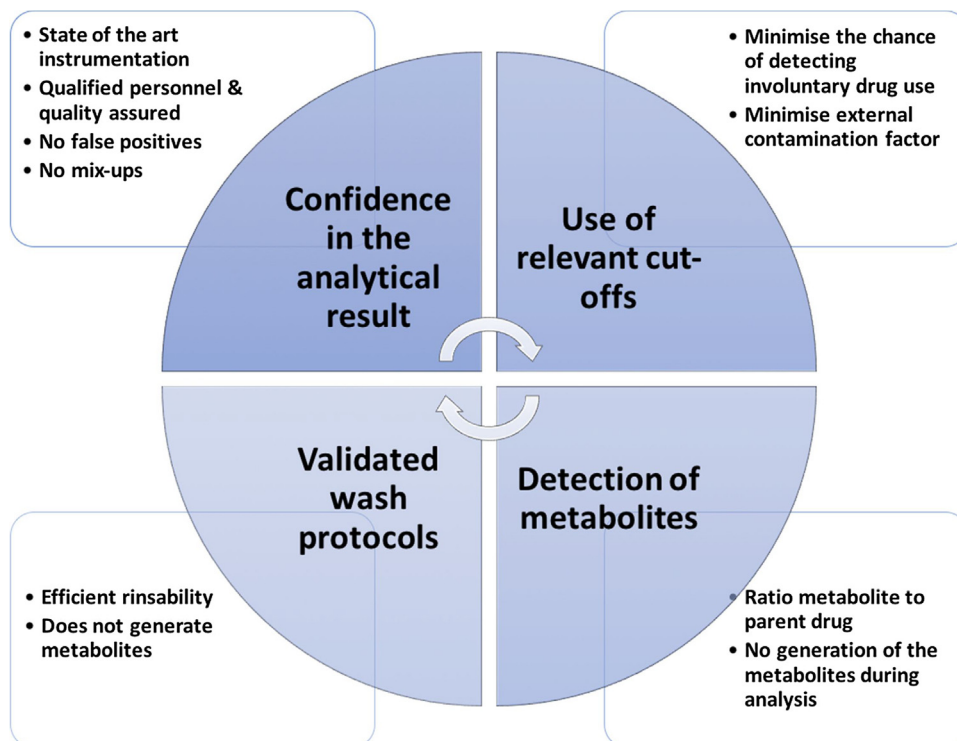 • State of the art
instrumentation
• Qualified personnel &
quality assured
• No false positives
• No mix-ups
Confidence
in the
analytical
result
• Minimise the chance
of detecting
involuntary drug use
• Minimise external
contamination factor
Use of
relevant cut-
offs
Validated
wash
protocols
• Efficient rinsability
• Does not generate
metabolites
Detection of
metabolites
• Ratio metabolite to
parent drug
• No generation of the
metabolites during
analysis